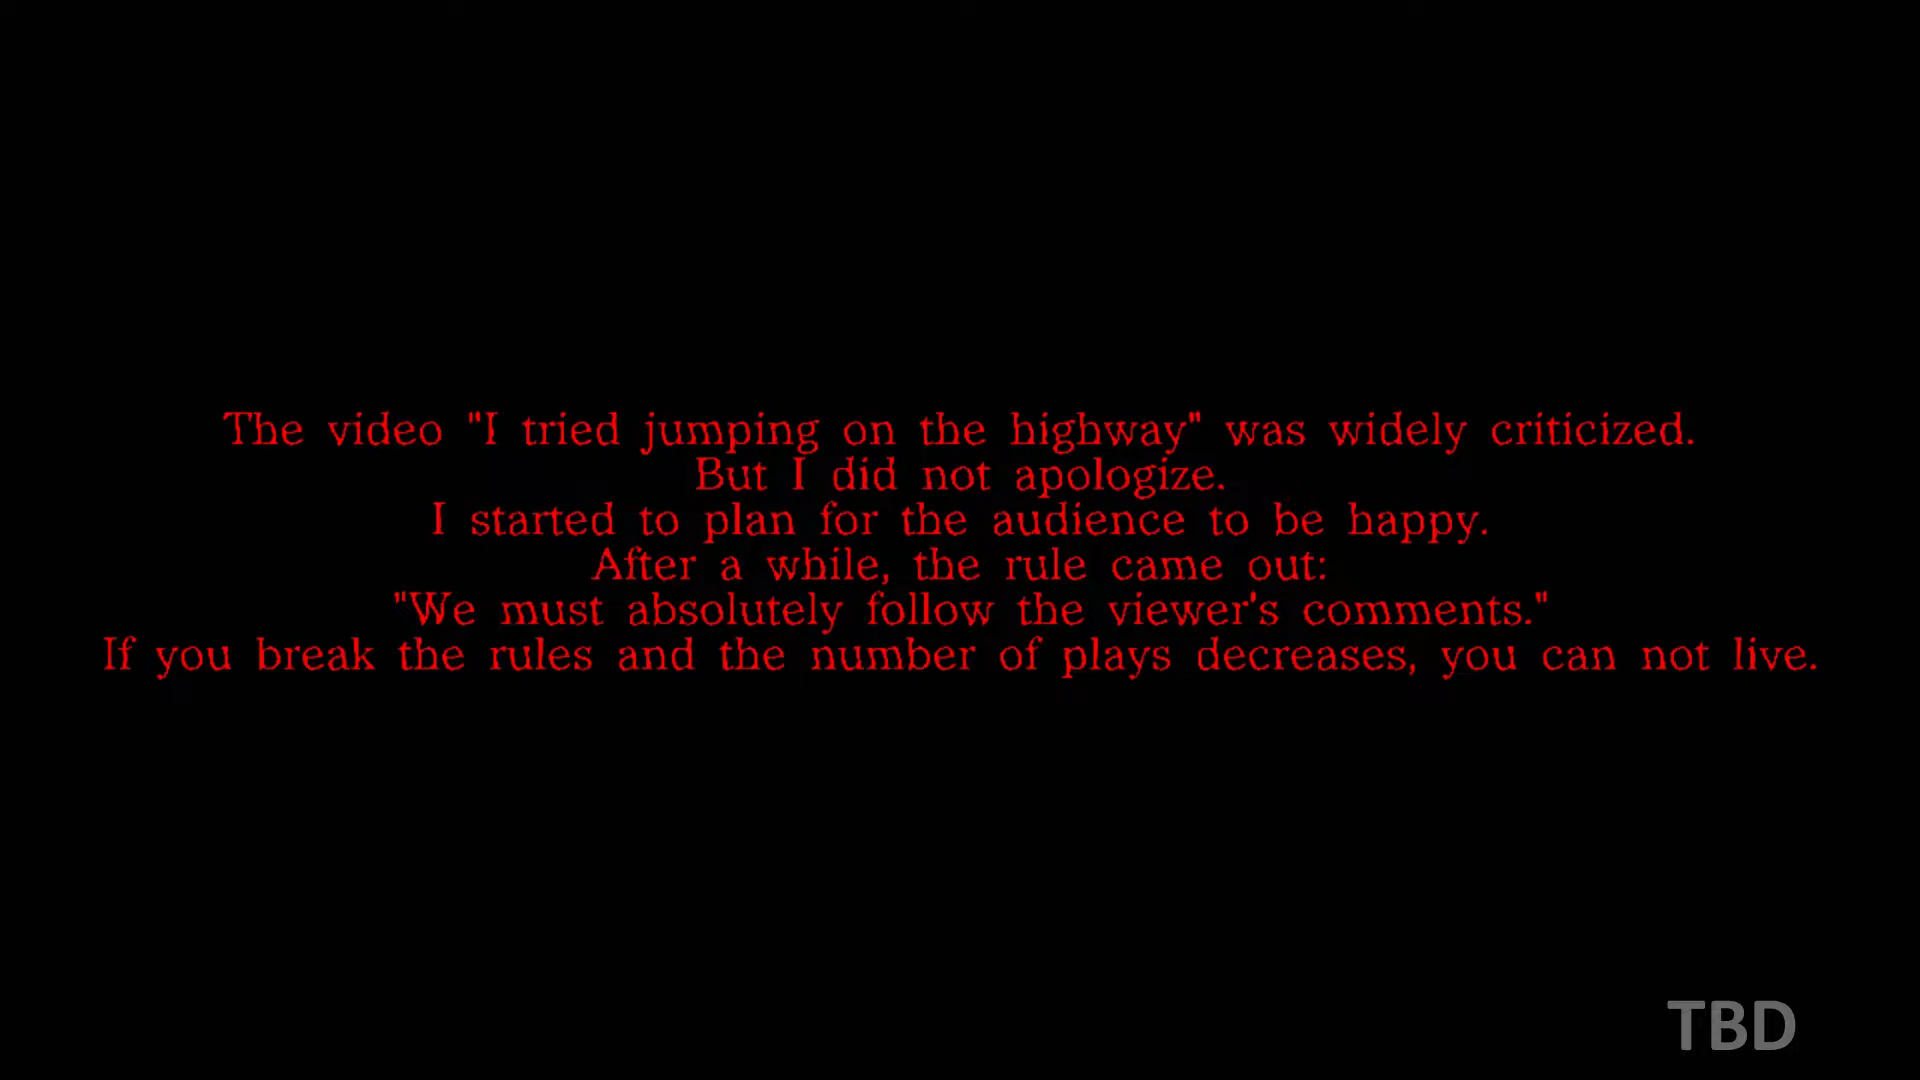 The video "I tried jumping on the highway" was widely criticized.
But I did not apologize.
I started to plan for the audience to be happy.
After a while, the rule came out:
"We must absolutely follow the viewer's comments."
If you break the rules and the number of plays decreases, you can not live.
TBD